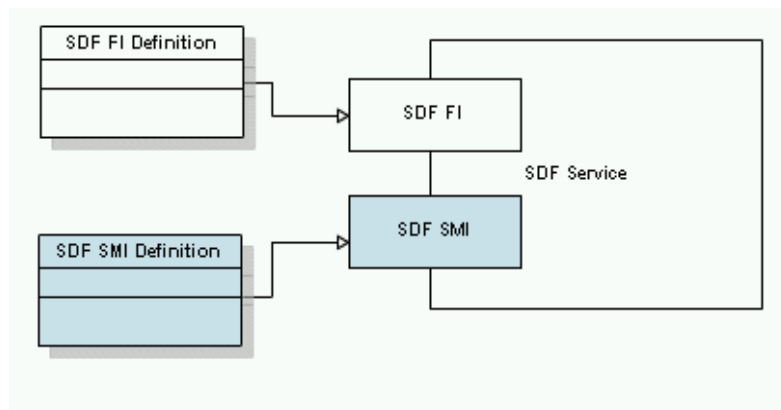 SDF FI Definition
SDF FI
SDF Service
SDF SMI
SDF SMI Definition